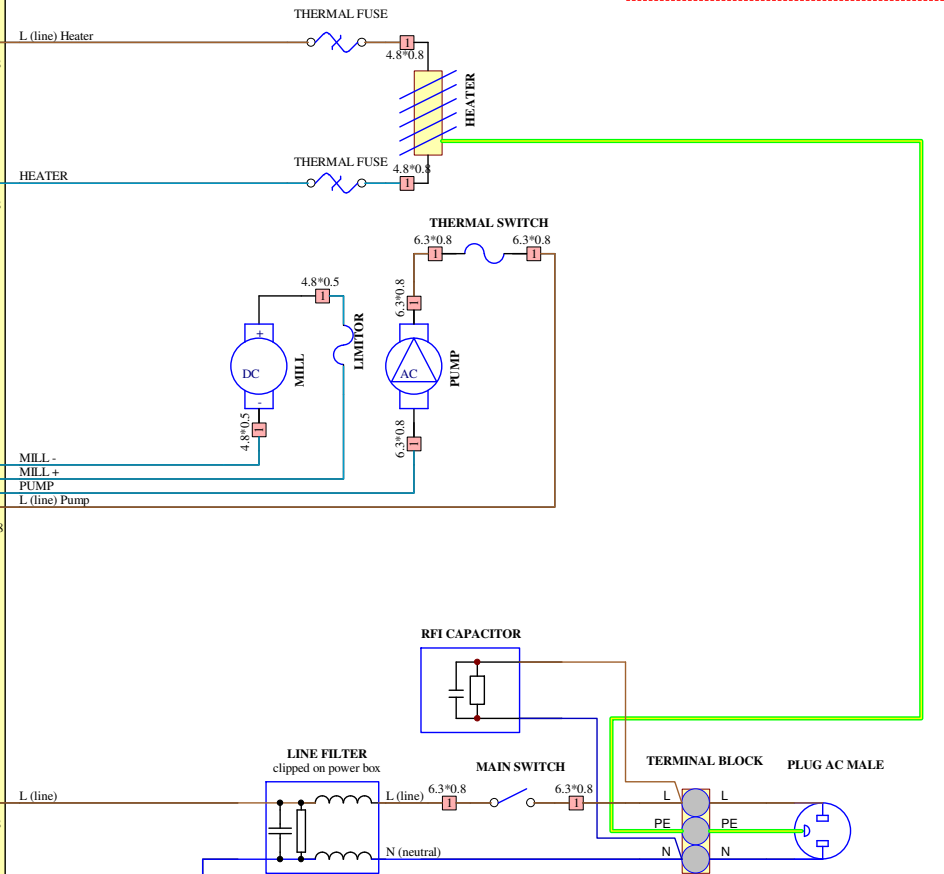 THERMAL FUSE
L (line) Heater
1
4.8*0.8
HEATER
THERMAL FUSE
4.8*0.8
HEATER
1
THERMAL SWITCH
6.3*0.8
6.3*0.8
1
1
4.8*0.5
1
6.3*0.8
1
LIMITOR
+
DC
-
MILL
AC
PUMP
4.8*0.5
1
6.3*0.8
1
MILL -
MILL +
PUMP
L (line) Pump
RFI CAPACITOR
LINE FILTER
clipped on power box
MAIN SWITCH
TERMINAL BLOCK
PLUG AC MALE
L (line)
L (line)
6.3*0.8
1
6.3*0.8
1
L
L
PE
PE
N (neutral)
N
N